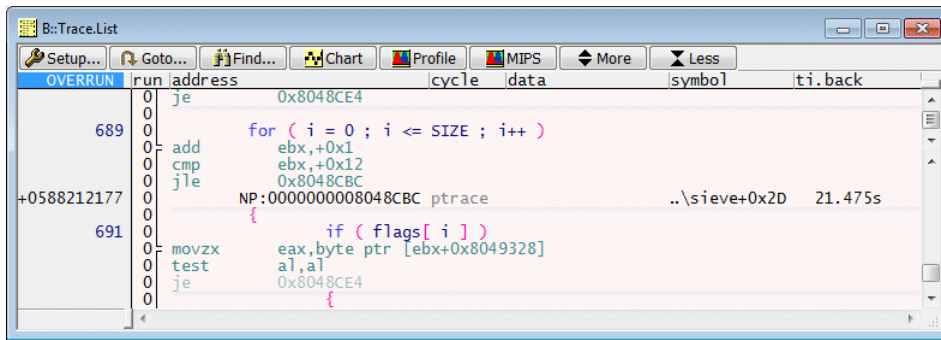 B::Trace.List
Setup... Goto... Find... Chart Profile MIPS More Less
OVERRUN run address cycle data symbol ti.back
0 je 0x8048CE4
0
689 0 for ( i = 0 ; i <= SIZE ; i++ )
0 add ebx,+0x1
0 cmp ebx,+0x12
0 jle 0x8048CBC
+0588212177 0 NP:0000000008048CBC ptrace ..\sieve+0x2D 21.475s
0 {
691 0 if ( flags[ i ] )
0 movzx eax,byte ptr [ebx+0x8049328]
0 test al,al
0 je 0x8048CE4
0 {